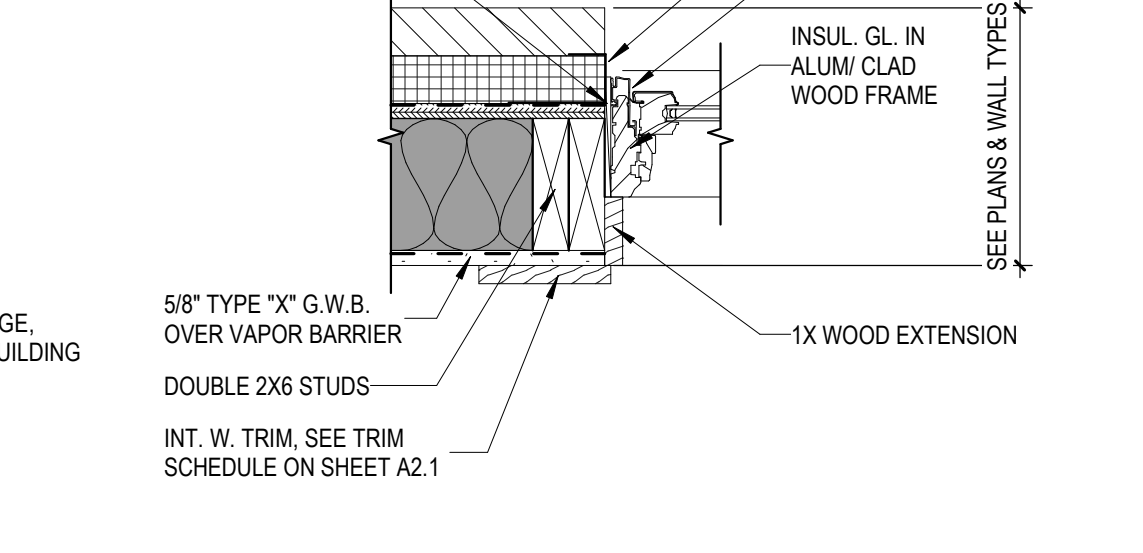 INSUL. GL. IN
ALUM/ CLAD
WOOD FRAME
SEE PLANS & WALL TYPES
5/8" TYPE "X" G.W.B.
OVER VAPOR BARRIER
1X WOOD EXTENSION
DOUBLE 2X6 STUDS
INT. W. TRIM, SEE TRIM
SCHEDULE ON SHEET A2.1